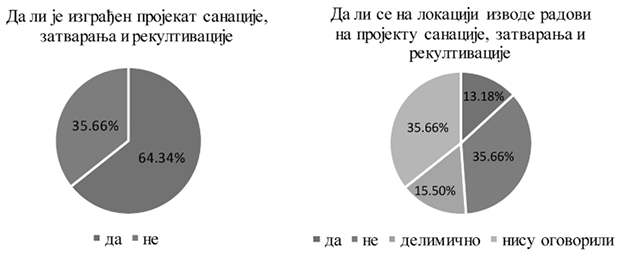 Да ли је изграђен пројекат санације,
затварања и рекултивације
35.66%
64.34%
да не
Да ли се на локацији изводе радови
на пројекту санације, затварања и
рекултивације
13.18%
35.66%
35.66%
15.50%
да не делимично нису оговорили